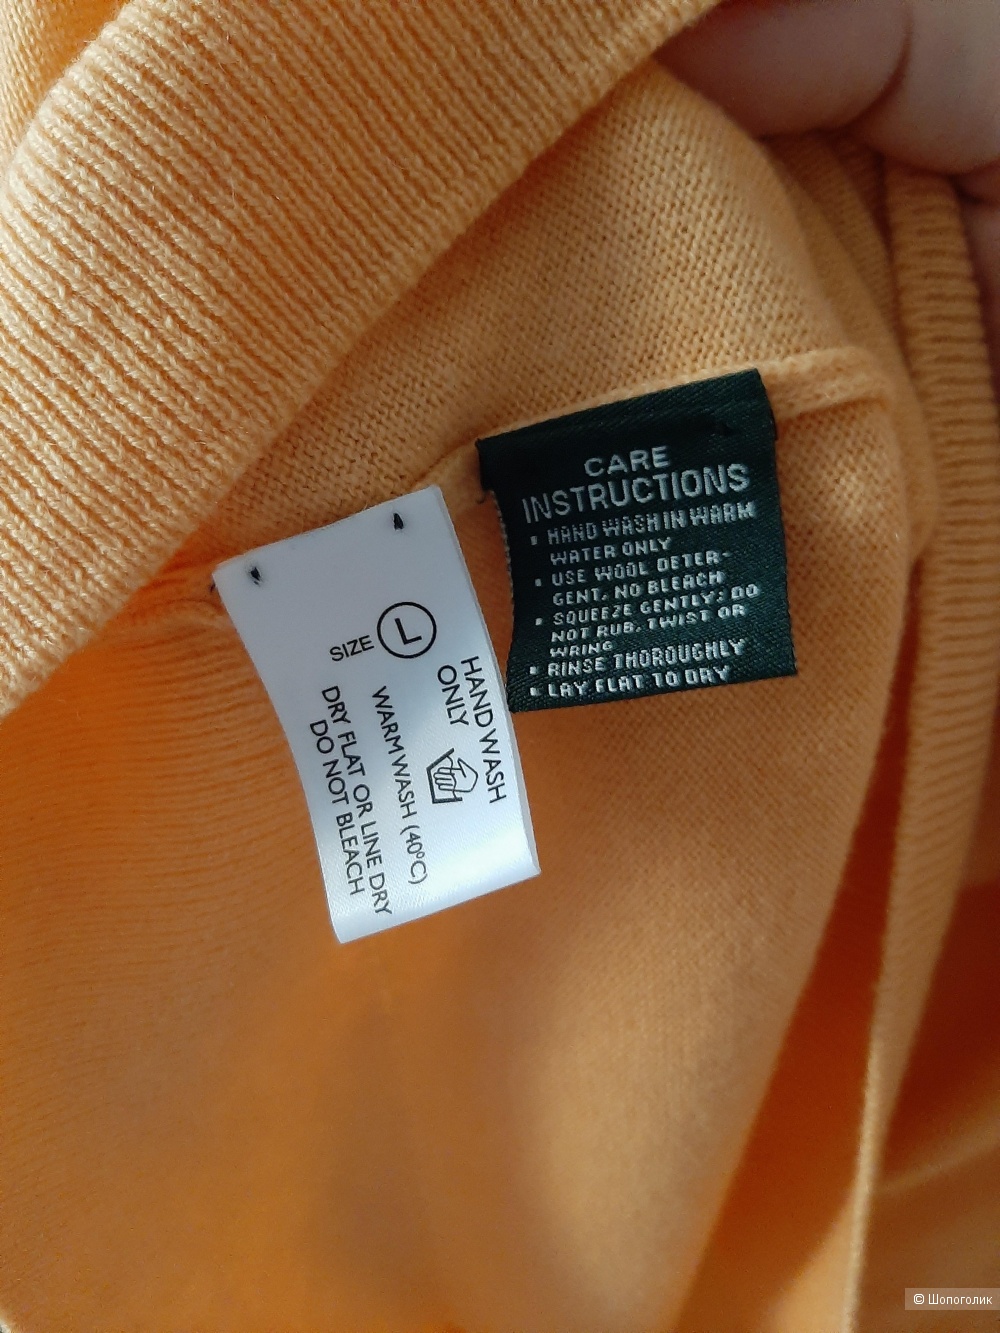 SIZE L
HAND WASH
ONLY
WARM WASH (40ºC)
DRY FLAT OR LINE DRY
DO NOT BLEACH
CARE
INSTRUCTIONS
▪ HAND WASH IN WARM
WATER ONLY
▪ USE WOOL DETER-
GENT, NO BLEACH
▪ SQUEEZE GENTLY; DO
NOT RUB, TWIST OR
WRING
▪ RINSE THOROUGHLY
▪ LAY FLAT TO DRY
© Шопоголик